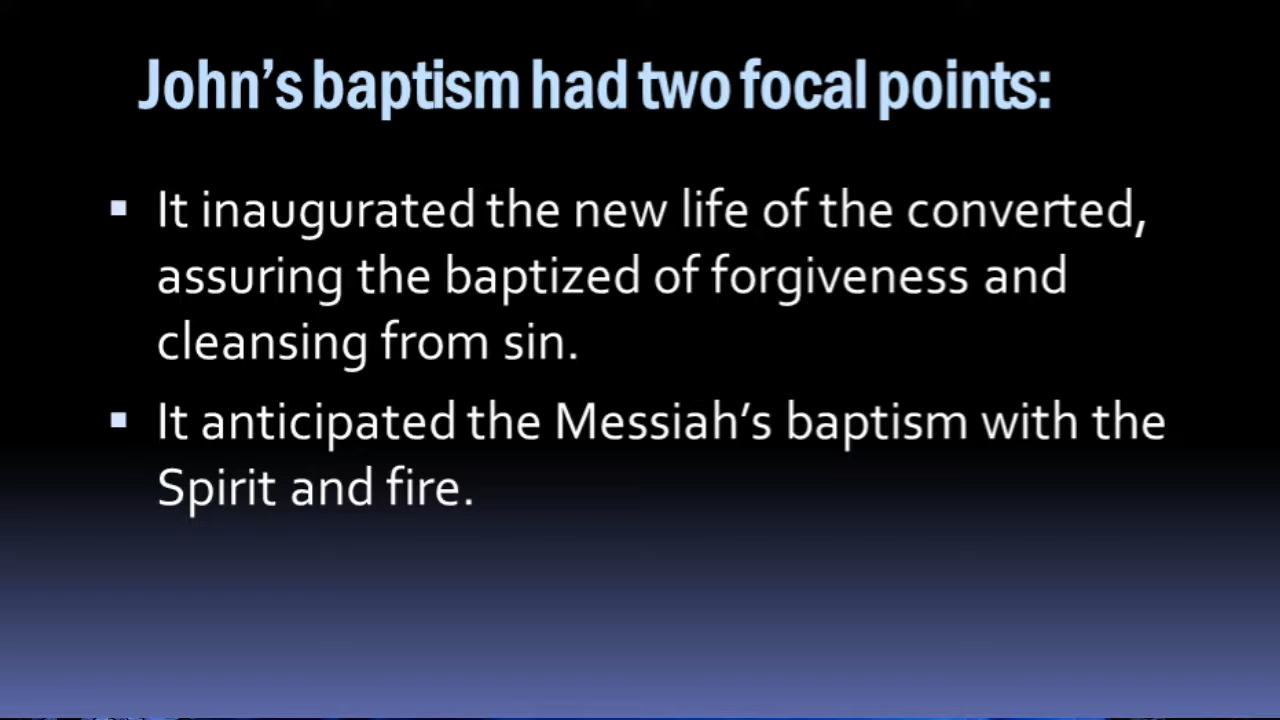 John’s baptism had two focal points:
▪ It inaugurated the new life of the converted,
assuring the baptized of forgiveness and
cleansing from sin.
▪ It anticipated the Messiah’s baptism with the
Spirit and fire.